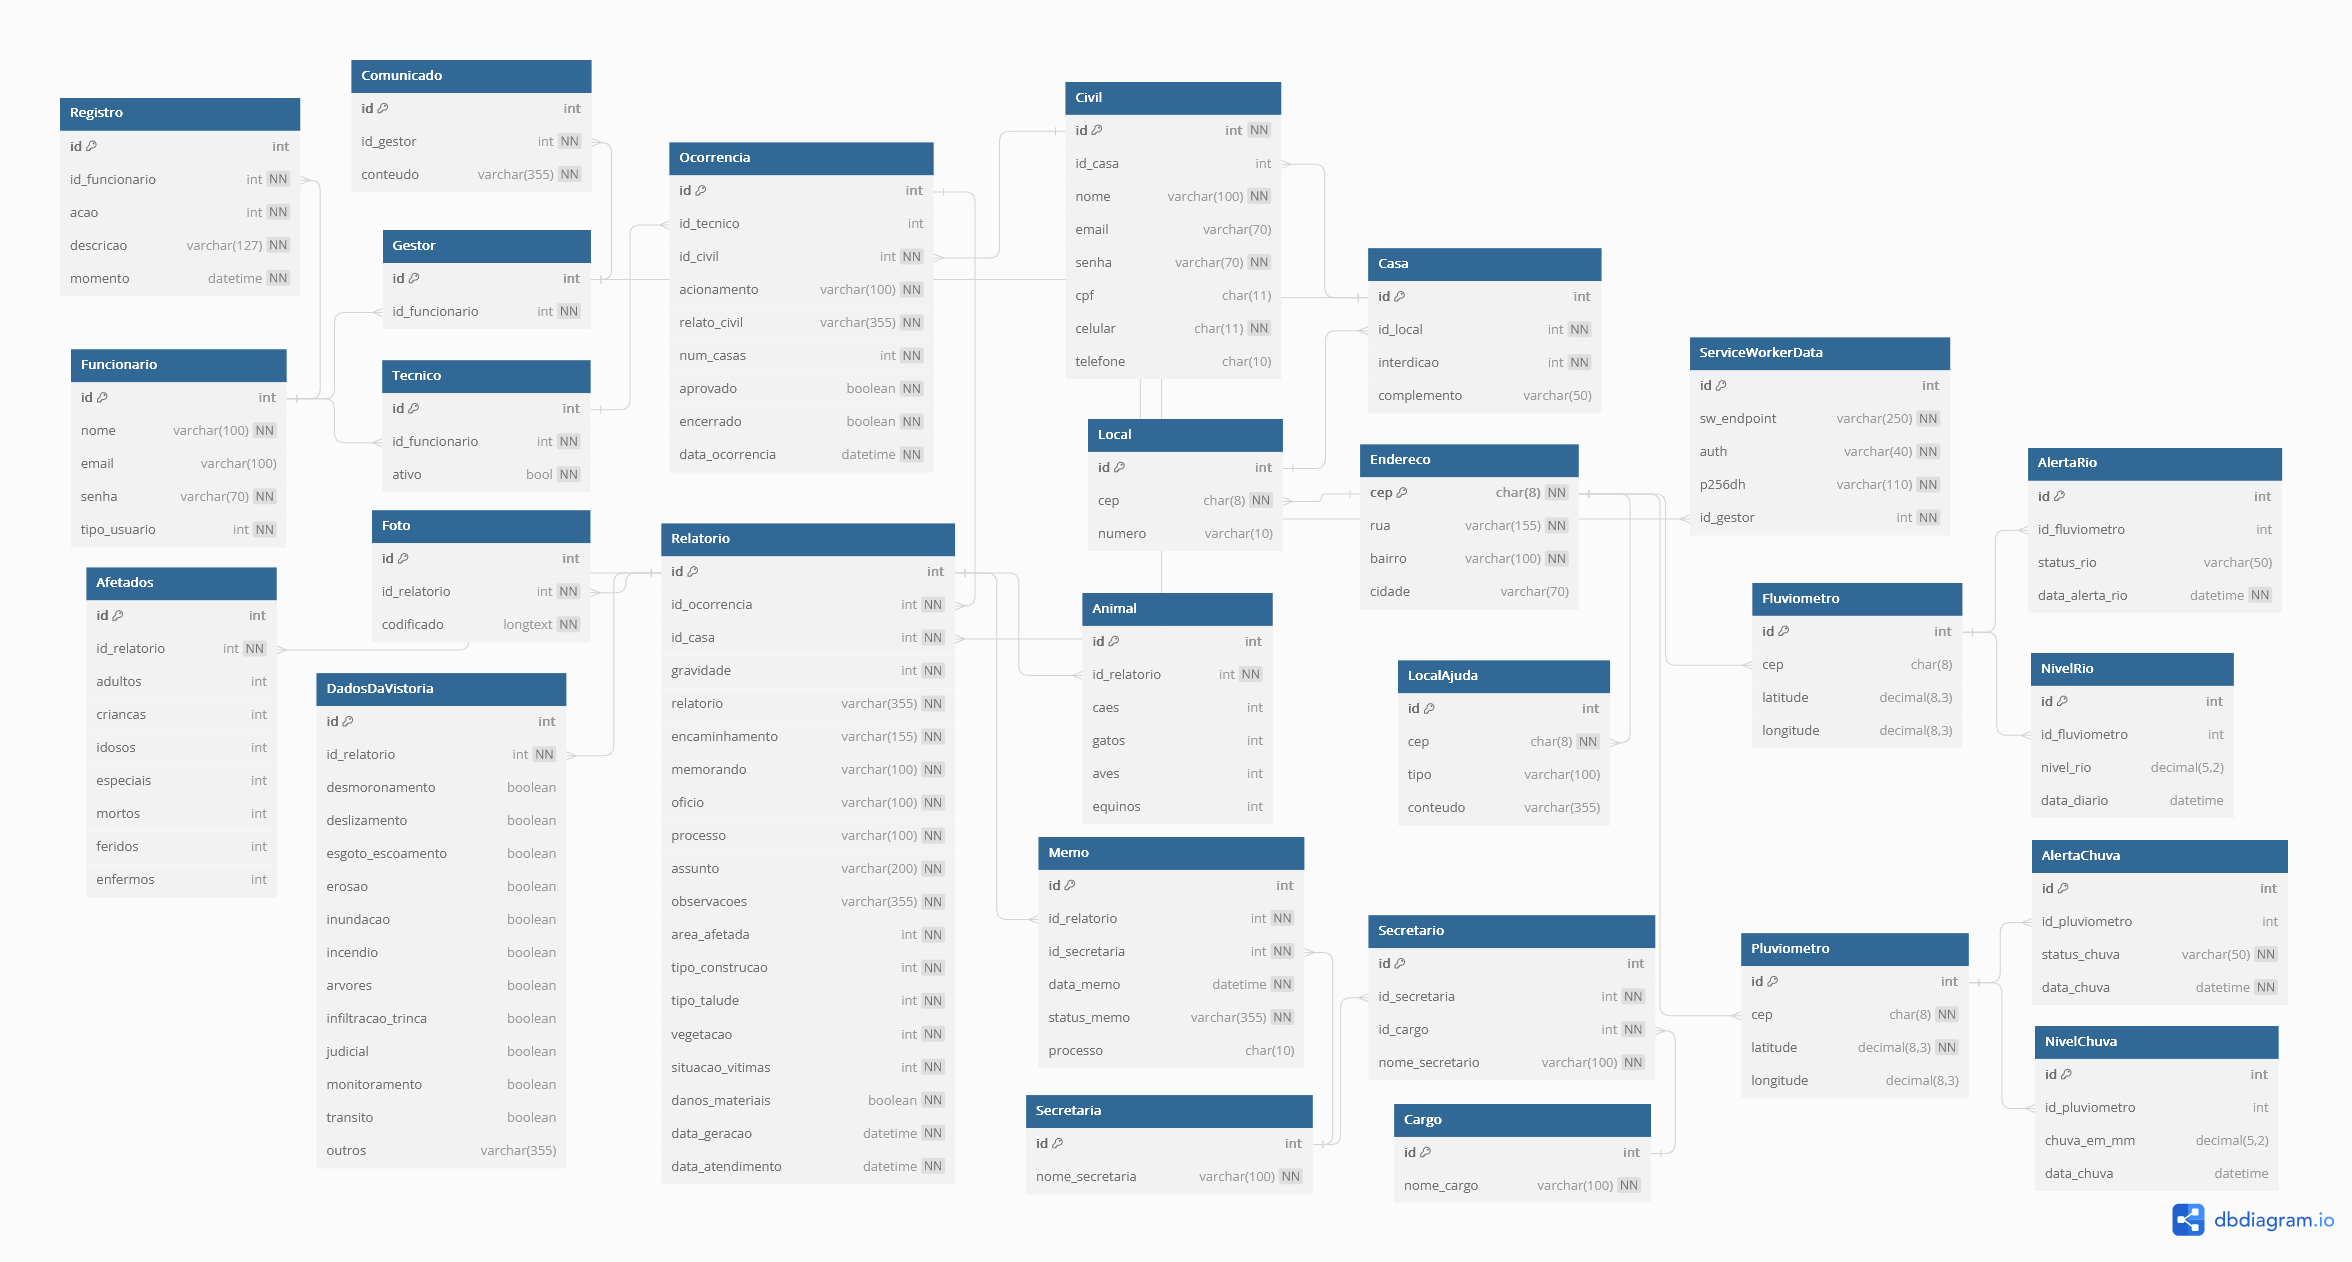 Registro
id int
id_funcionario int NN
acao int NN
descricao varchar(127) NN
momento datetime NN
Comunicado
id int
id_gestor int NN
conteudo varchar(355) NN
Gestor
id int
id_funcionario int NN
Funcionario
id int
nome varchar(100) NN
email varchar(100)
senha varchar(70) NN
tipo_usuario int NN
Tecnico
id int
id_funcionario int NN
ativo bool NN
Foto
id int
id_relatorio int NN
codificado longtext NN
Afetados
id int
id_relatorio int NN
adultos int
criancas int
idosos int
especiais int
mortos int
feridos int
enfermos int
DadosDaVistoria
id int
id_relatorio int NN
desmoronamento boolean
deslizamento boolean
esgoto_escoamento boolean
erosao boolean
inundacao boolean
incendio boolean
arvores boolean
infiltracao_trinca boolean
judicial boolean
monitoramento boolean
transito boolean
outros varchar(355)
Ocorrencia
id int
id_tecnico int
id_civil int NN
acionamento varchar(100) NN
relato_civil varchar(355) NN
num_casas int NN
aprovado boolean NN
encerrado boolean NN
data_ocorrencia datetime NN
Relatorio
id int
id_ocorrencia int NN
id_casa int NN
gravidade int NN
relatorio varchar(355) NN
encaminhamento varchar(155) NN
memorando varchar(100) NN
oficio varchar(100) NN
processo varchar(100) NN
assunto varchar(200) NN
observacoes varchar(355) NN
area_afetada int NN
tipo_construcao int NN
tipo_talude int NN
vegetacao int NN
situacao_vitimas int NN
danos_materiais boolean NN
data_geracao datetime NN
data_atendimento datetime NN
Civil
id int NN
id_casa int
nome varchar(100) NN
email varchar(70)
senha varchar(70) NN
cpf char(11)
celular char(11) NN
telefone char(10)
Local
id int
cep char(8) NN
numero varchar(10)
Animal
id int
id_relatorio int NN
caes int
gatos int
aves int
equinos int
Memo
id int
id_relatorio int NN
id_secretaria int NN
data_memo datetime NN
status_memo varchar(355) NN
processo char(10)
Secretaria
id int
nome_secretaria varchar(100) NN
Casa
id int
id_local int NN
interdicao int NN
complemento varchar(50)
Endereco
cep char(8) NN
rua varchar(155) NN
bairro varchar(100) NN
cidade varchar(70)
LocalAjuda
id int
cep char(8) NN
tipo varchar(100)
conteudo varchar(355)
Secretario
id int
id_secretaria int NN
id_cargo int NN
nome_secretario varchar(100) NN
Cargo
id int
nome_cargo varchar(100) NN
ServiceWorkerData
id int
sw_endpoint varchar(250) NN
auth varchar(40) NN
p256dh varchar(110) NN
id_gestor int NN
Fluviometro
id int
cep char(8)
latitude decimal(8,3)
longitude decimal(8,3)
Pluviometro
id int
cep char(8) NN
latitude decimal(8,3) NN
longitude decimal(8,3)
AlertaRio
id int
id_fluviometro int
status_rio varchar(50)
data_alerta_rio datetime NN
NivelRio
id int
id_fluviometro int
nivel_rio decimal(5,2)
data_diario datetime
AlertaChuva
id int
id_pluviometro int
status_chuva varchar(50) NN
data_chuva datetime NN
NivelChuva
id int
id_pluviometro int
chuva_em_mm decimal(5,2)
data_chuva datetime
dbdiagram.io